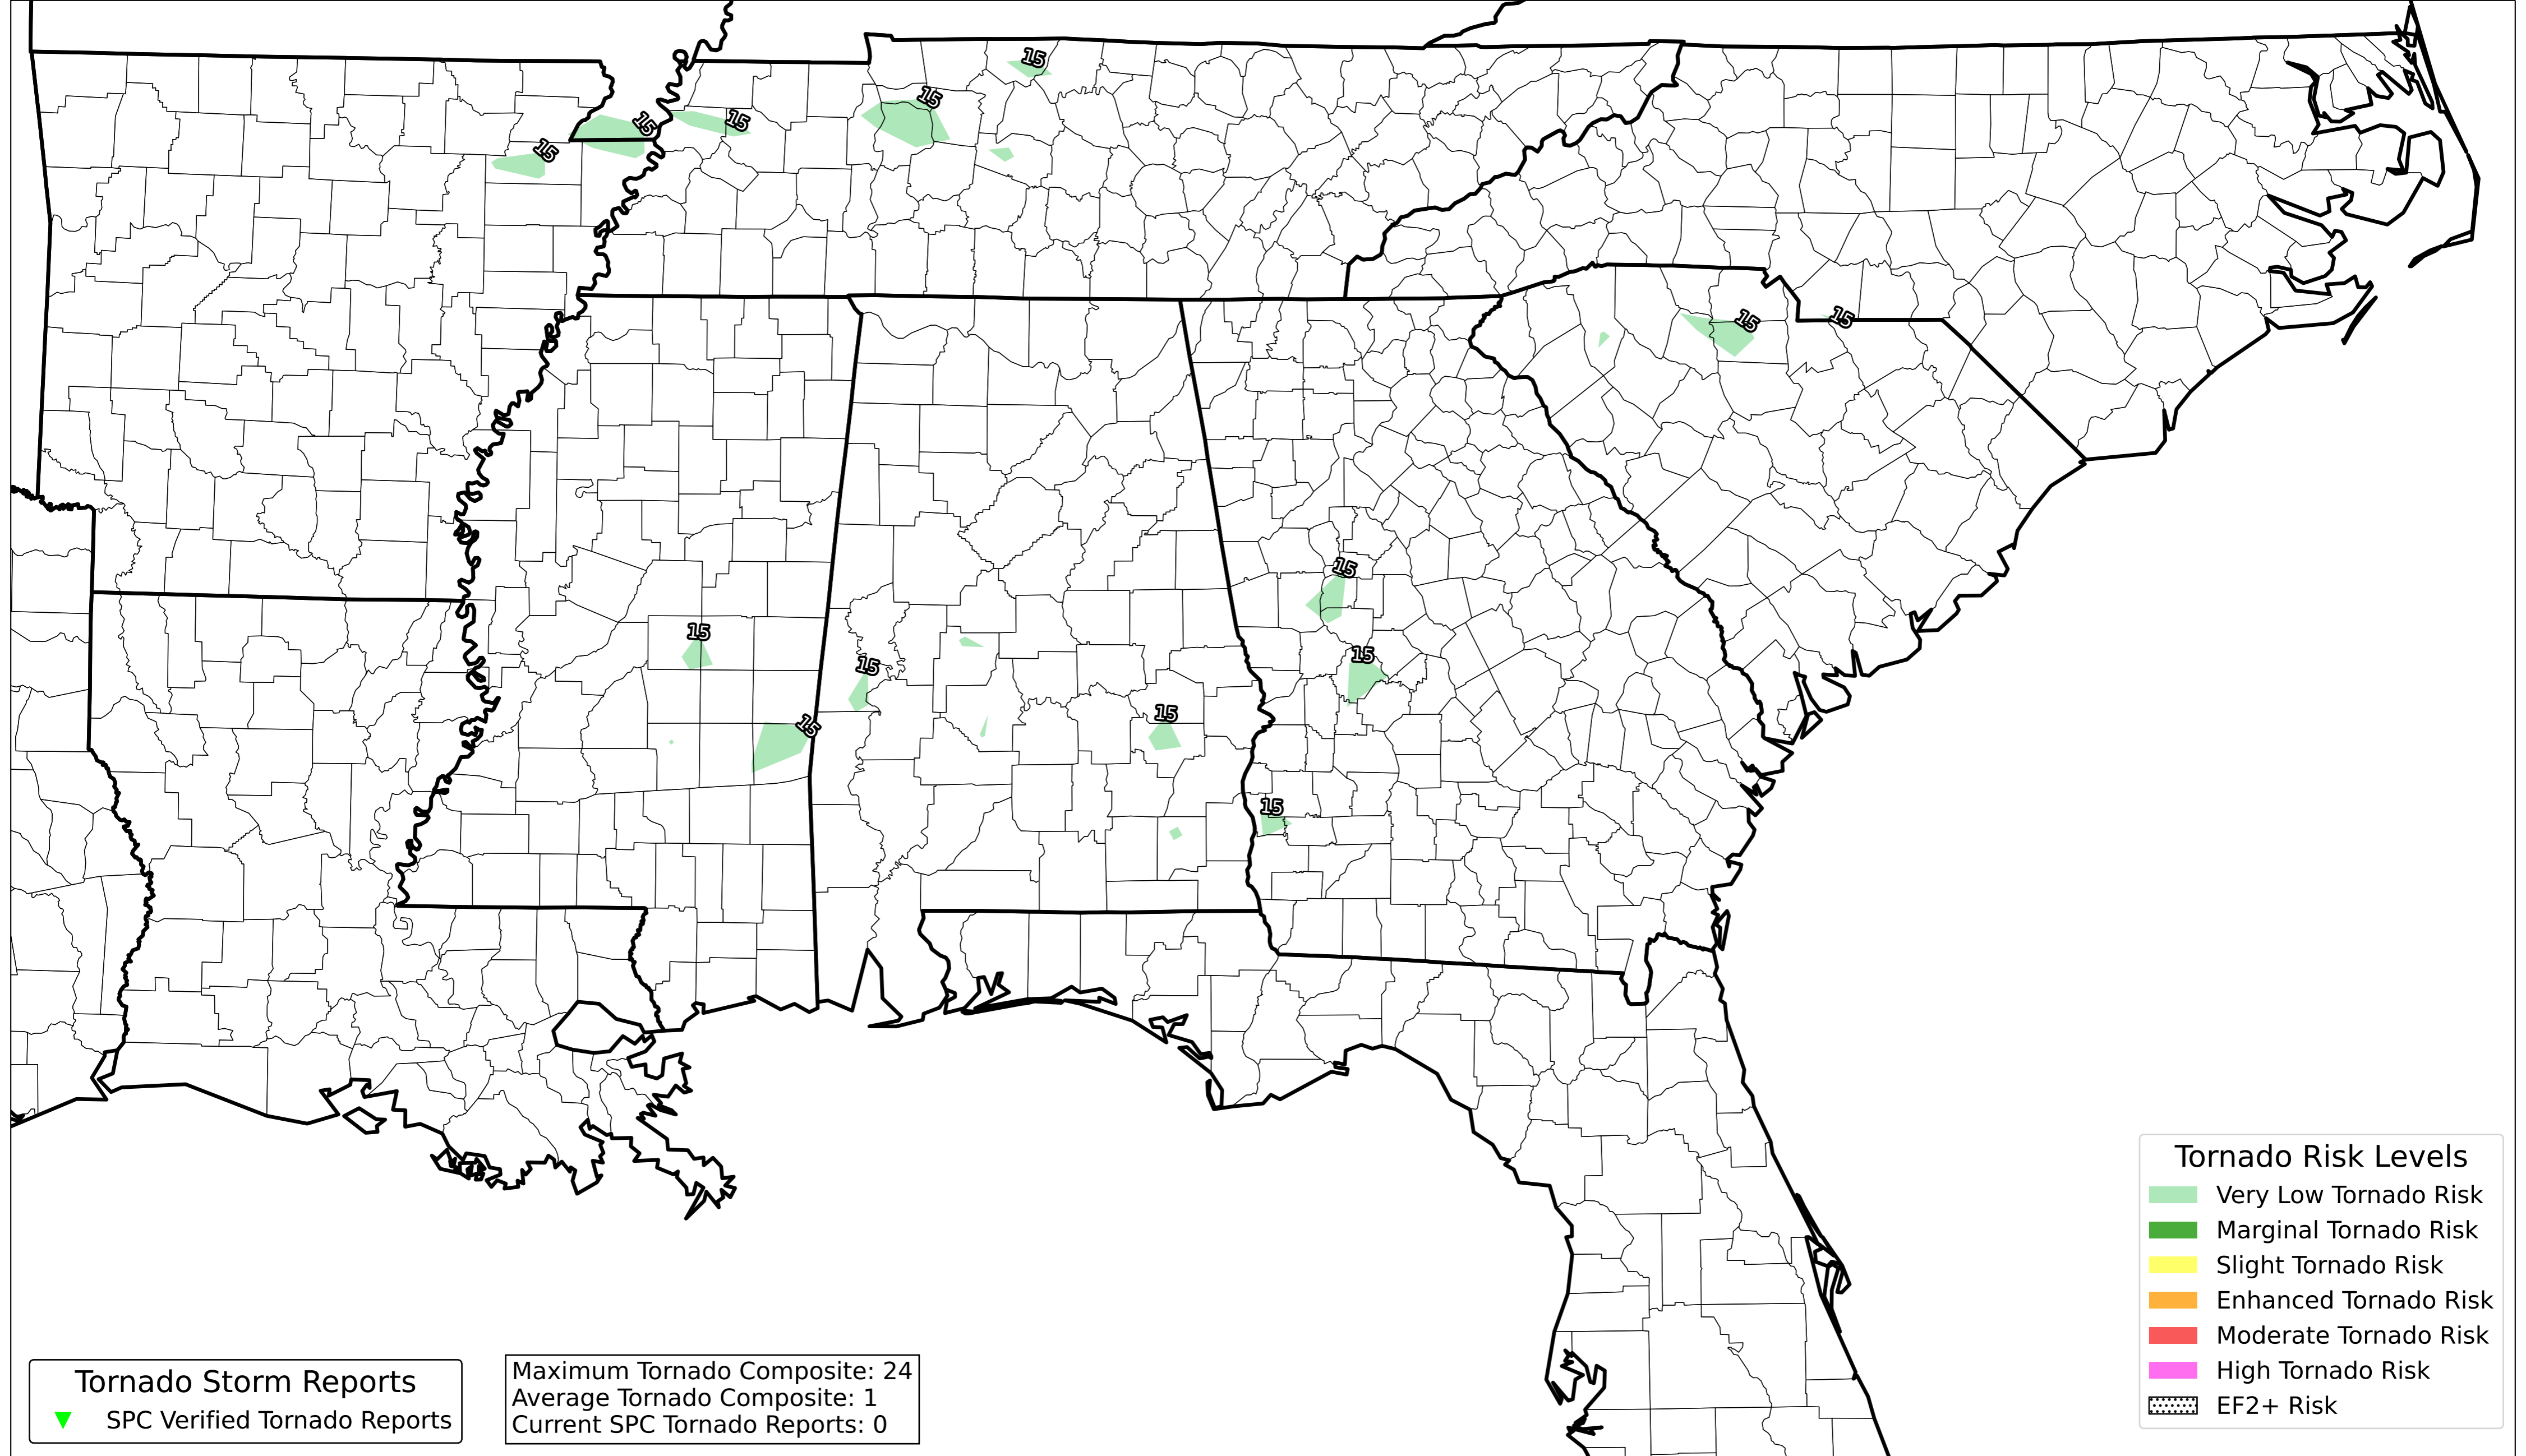 15
15
15
15
15
15
15
15
15
15
15
15
15
15
Tornado Risk Levels
Very Low Tornado Risk
Marginal Tornado Risk
Slight Tornado Risk
Enhanced Tornado Risk
Moderate Tornado Risk
High Tornado Risk
EF2+ Risk
Tornado Storm Reports
SPC Verified Tornado Reports
Maximum Tornado Composite: 24
Average Tornado Composite: 1
Current SPC Tornado Reports: 0